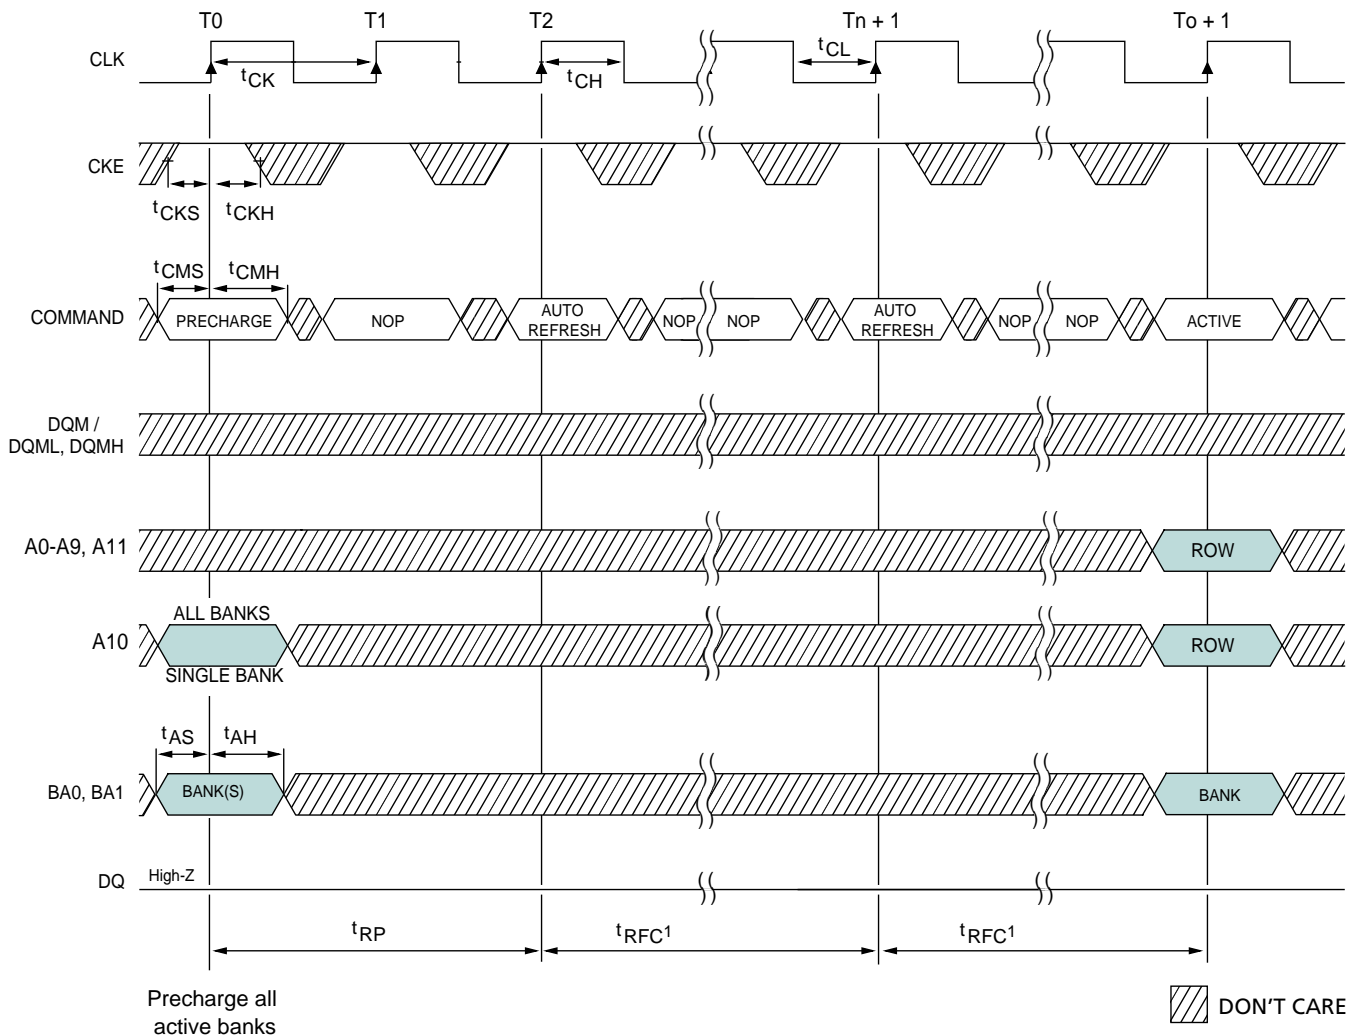 T0 T1 T2 Tn + 1 To + 1
CLK
tCK tCH tCL
CKE
tCKS tCKH
tCMS tCMH
COMMAND PRECHARGE NOP AUTO REFRESH NOP NOP AUTO REFRESH NOP NOP ACTIVE
DQM /
DQML, DQMH
A0-A9, A11 ROW
ALL BANKS
A10 ROW
SINGLE BANK
tAS tAH
BA0, BA1 BANK(S) BANK
DQ High-Z
tRP tRFC1 tRFC1
Precharge all
active banks
DON'T CARE